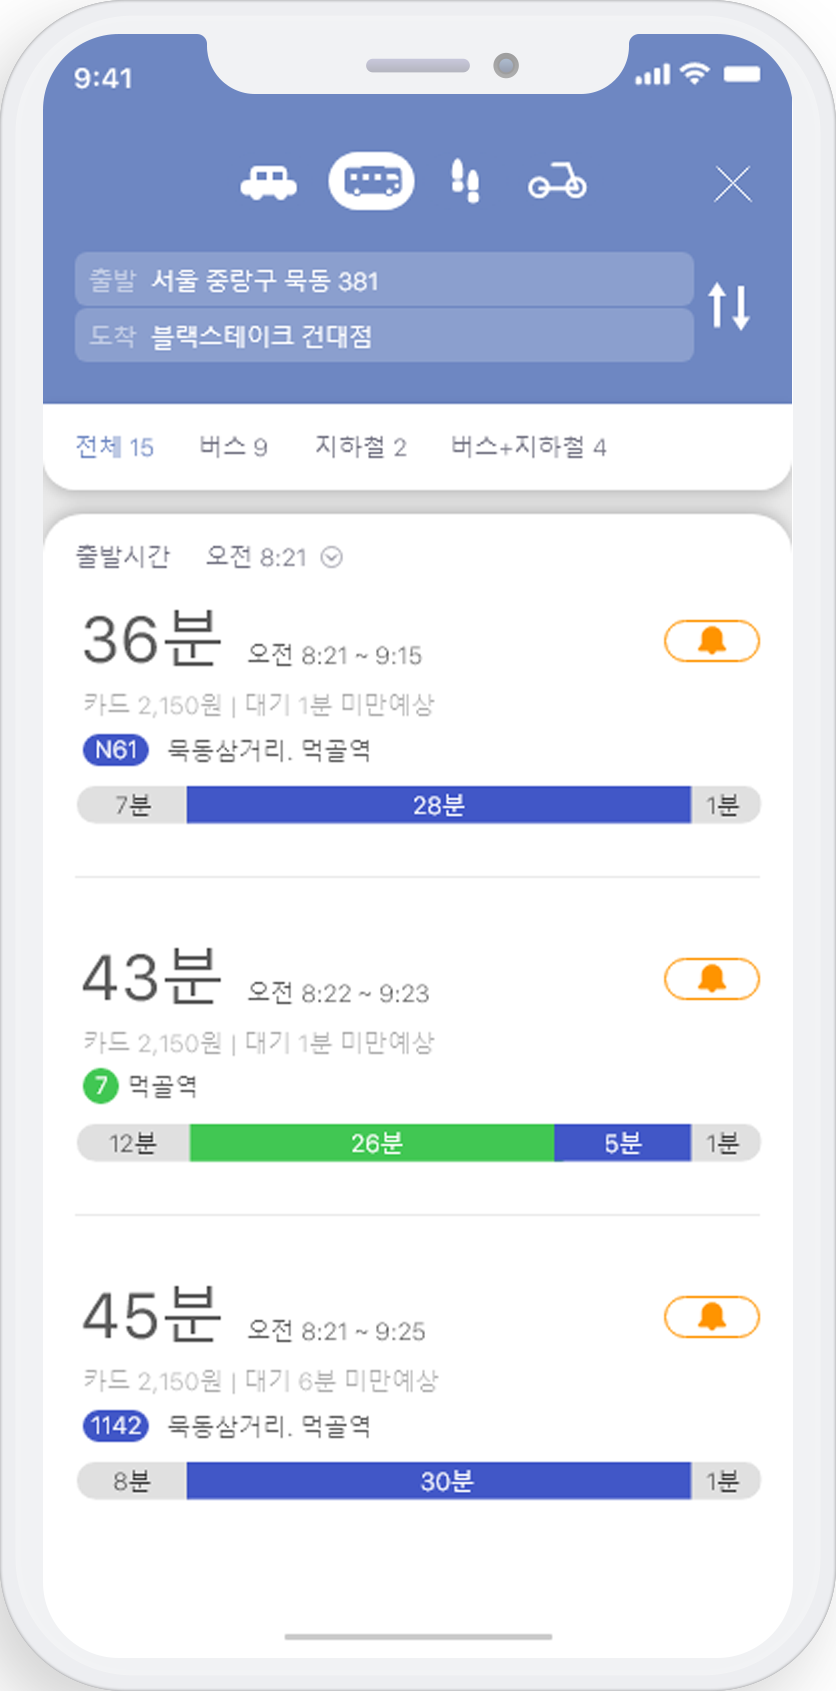 9:41
출발 서울 중랑구 묵동 381
도착 블랙스테이크 건대점
전체 15 버스 9 지하철 2 버스+지하철 4
출발시간 오전 8:21
36분 오전 8:21 ~ 9:15
카드 2,150원 | 대기 1분 미만예상
N61 묵동삼거리. 먹골역
7분 28분 1분
43분 오전 8:22 ~ 9:23
카드 2,150원 | 대기 1분 미만예상
7 먹골역
12분 26분 5분 1분
45분 오전 8:21 ~ 9:25
카드 2,150원 | 대기 6분 미만예상
1142 묵동삼거리. 먹골역
8분 30분 1분